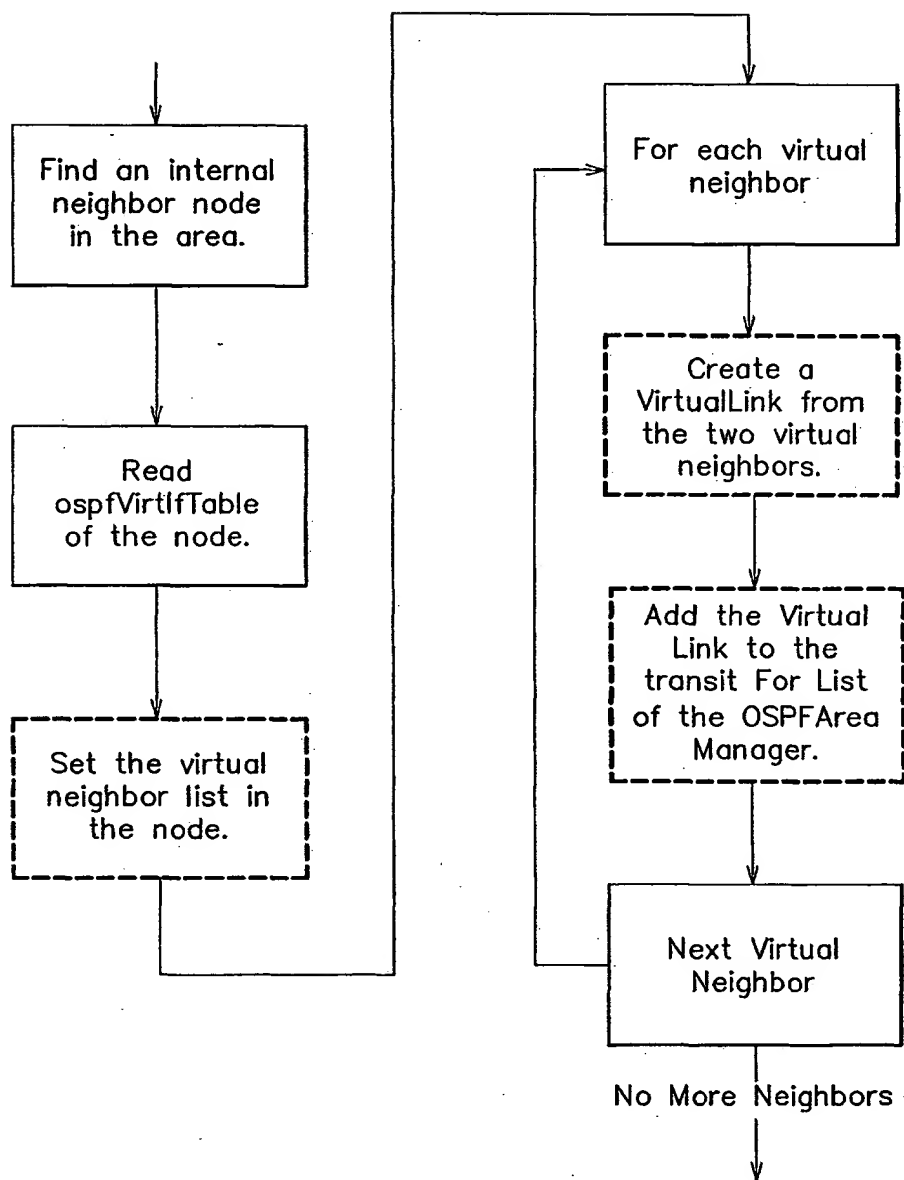 Find an internal
neighbor node
in the area.
Read
ospfVirtIfTable
of the node.
Set the virtual
neighbor list in
the node.
For each virtual
neighbor
Create a
VirtualLink from
the two virtual
neighbors.
Add the Virtual
Link to the
transit For List
of the OSPFArea
Manager.
Next Virtual
Neighbor
No More Neighbors